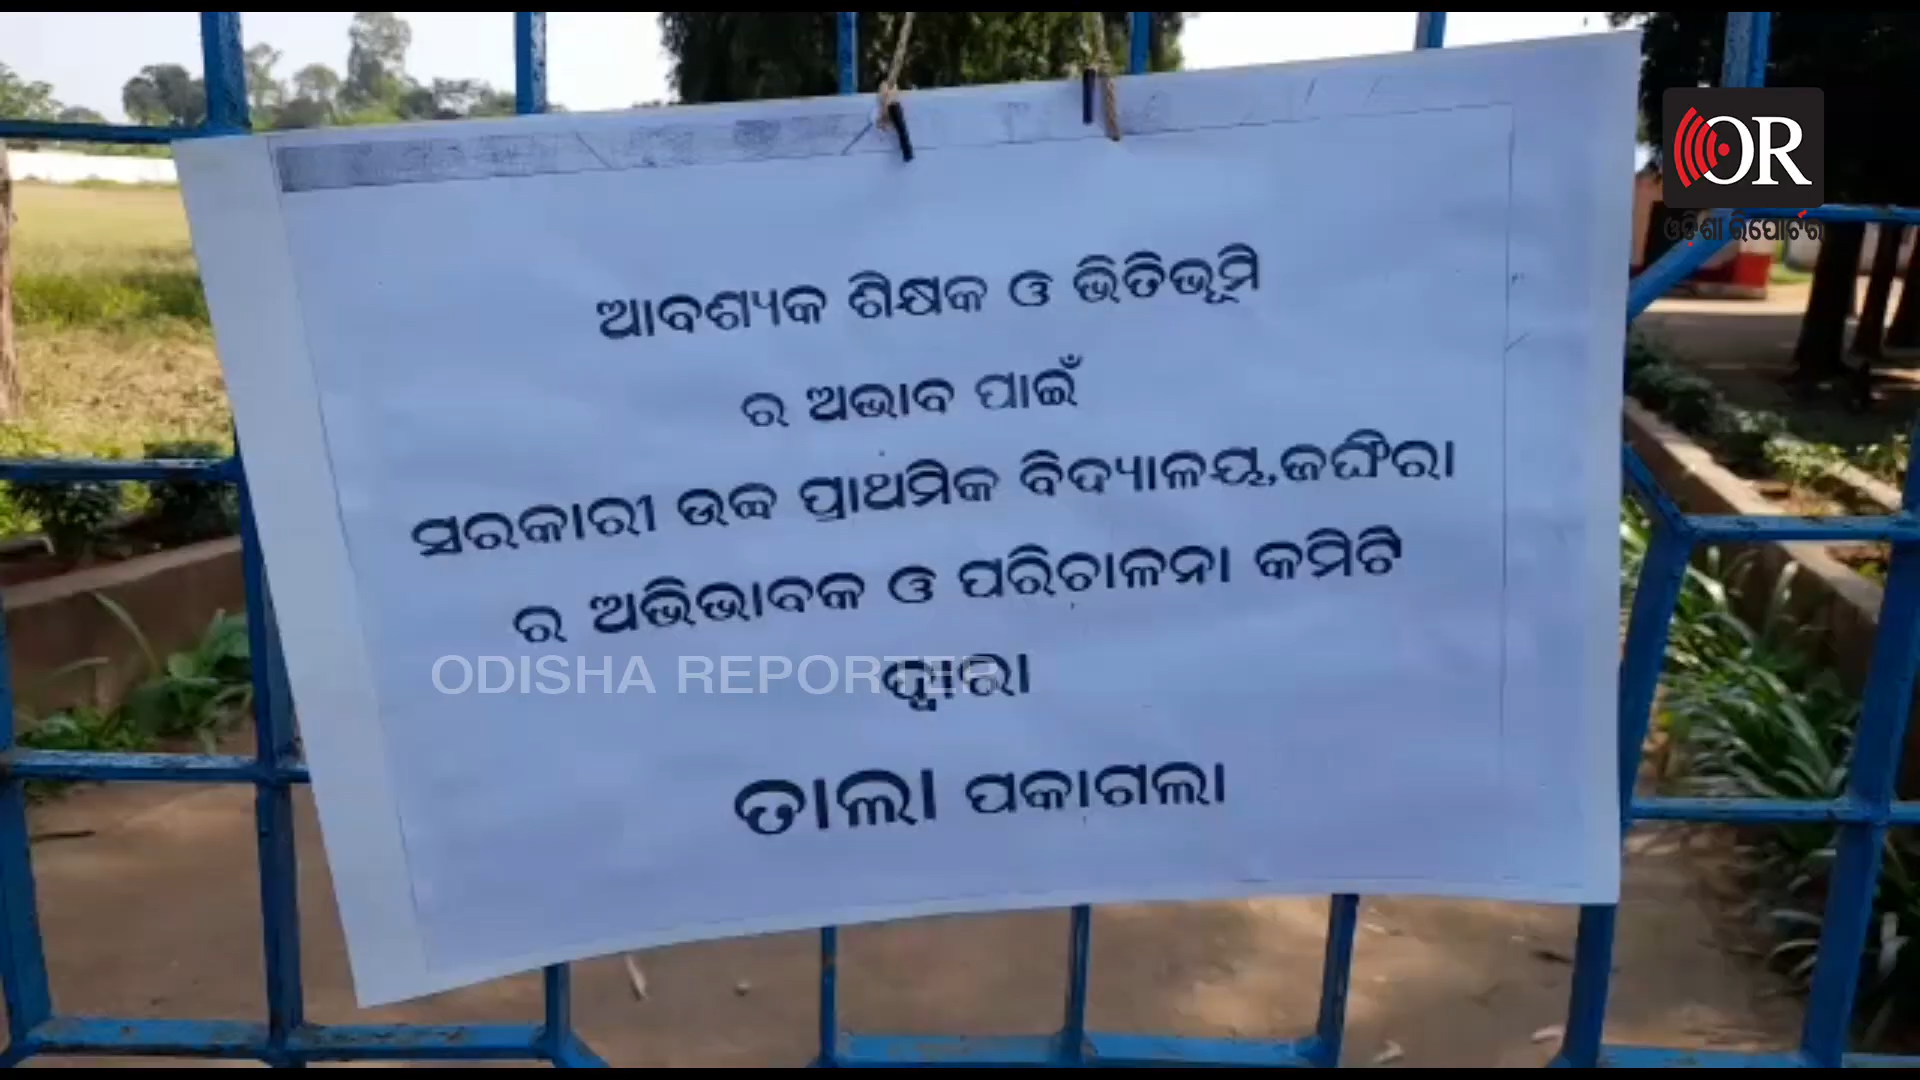 OR
ଓଡ଼ିଶା ରିପୋର୍ଟର
ଆବଶ୍ୟକ ଶିକ୍ଷକ ଓ ଭିତିଭୂମି
ର ଅଭାବ ପାଇଁ
ସରକାରୀ ଉଚ୍ଚ ପ୍ରାଥମିକ ବିଦ୍ୟାଳୟ,ଜଙ୍ଘିରା
ର ଅଭିଭାବକ ଓ ପରିଚାଳନା କମିଟି
ଦ୍ୱାରା
ODISHA REPORTER
ତାଲା ପକାଗଲା